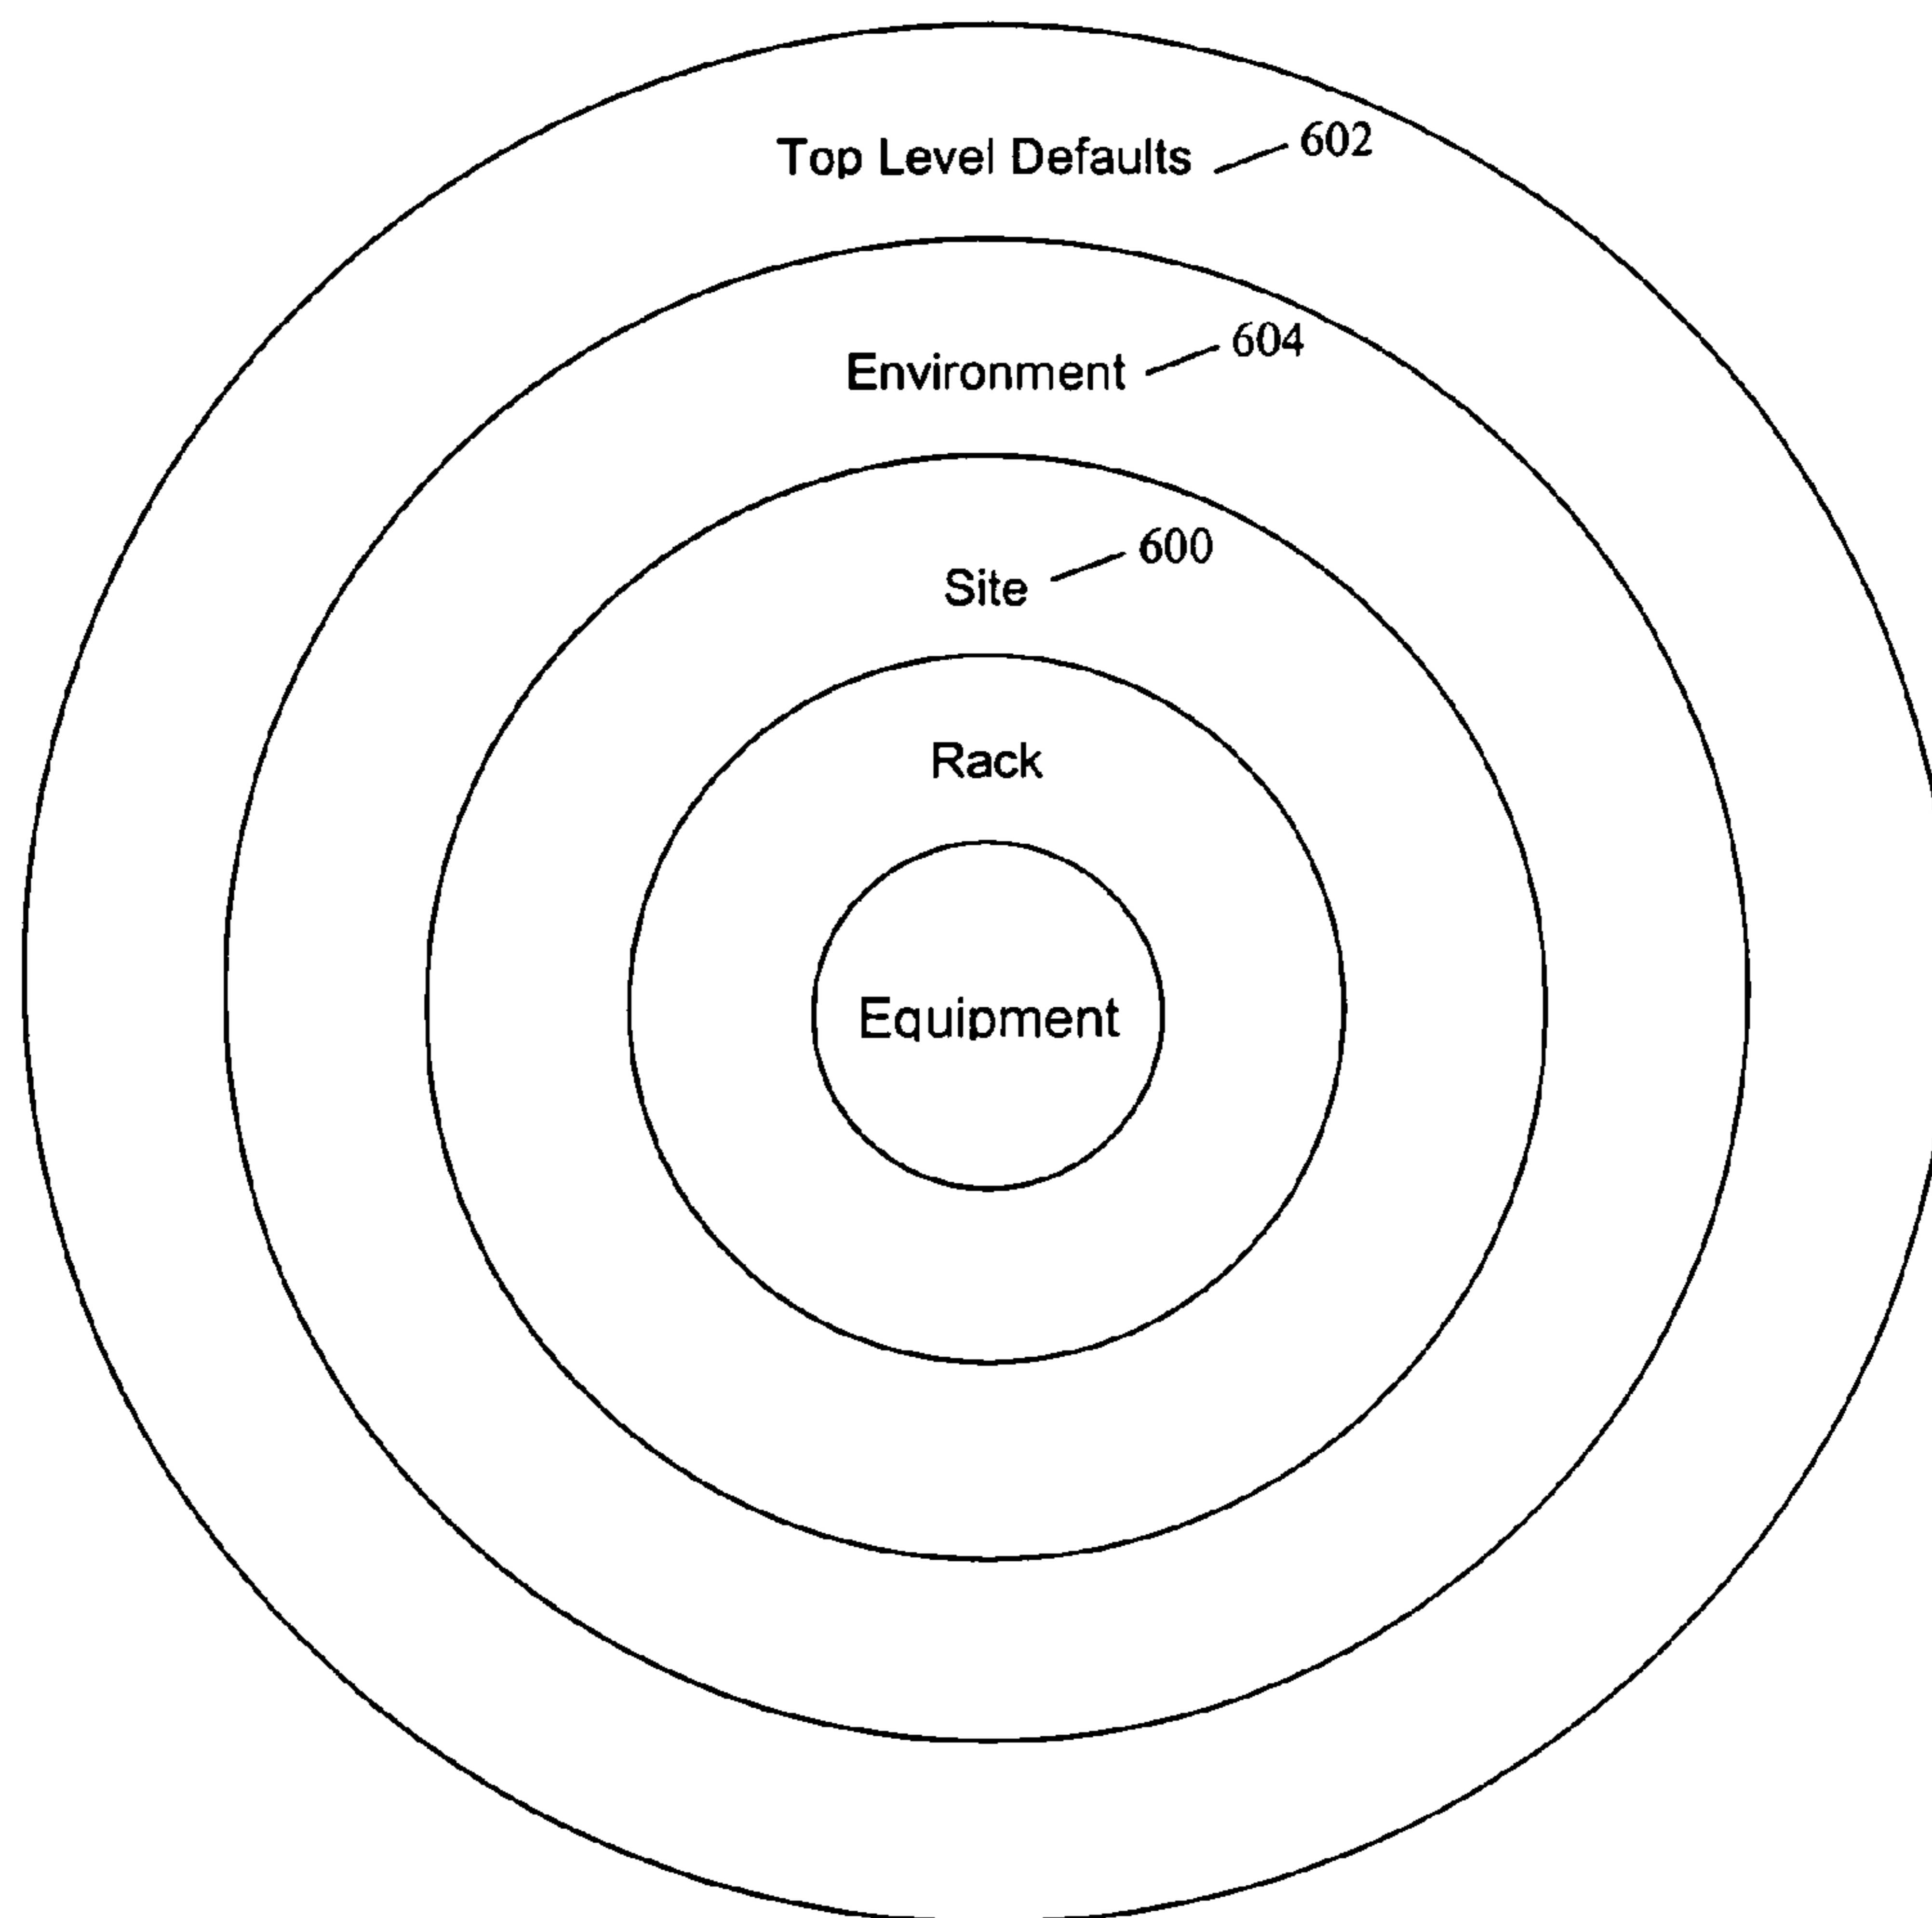 Top Level Defaults 602
Environment 604
Site 600
Rack
Equipment